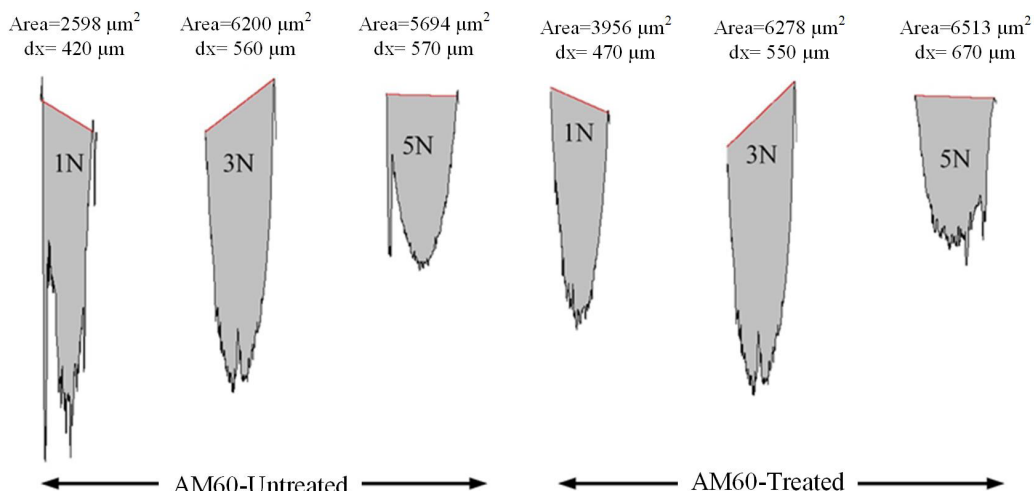 Area=2598 μm²
dx= 420 μm
Area=6200 μm²
dx= 560 μm
Area=5694 μm²
dx= 570 μm
Area=3956 μm²
dx= 470 μm
Area=6278 μm²
dx= 550 μm
Area=6513 μm²
dx= 670 μm
1N
3N
5N
1N
3N
5N
AM60-Untreated
AM60-Treated